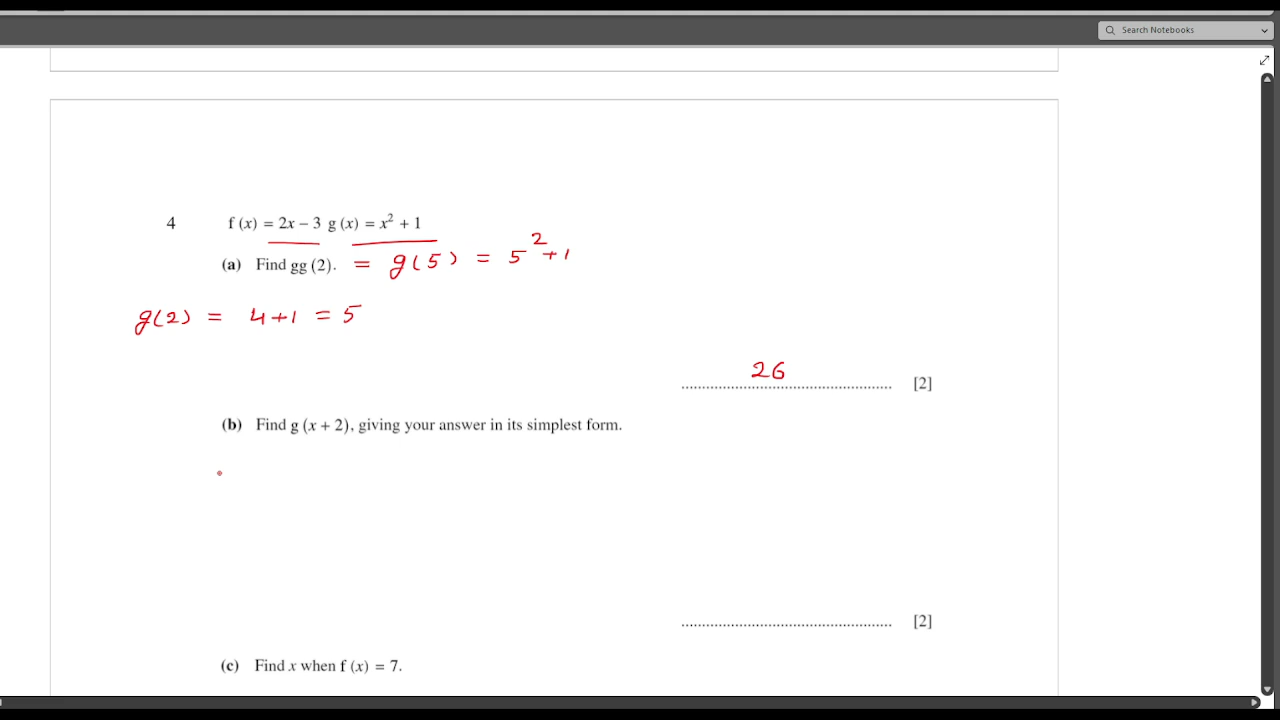 Search Notebooks
4 f (x) = 2x − 3 g (x) = x² + 1
(a) Find gg (2). = g(5) = 5² + 1
g(2) = 4+1 = 5
26
.................................................... [2]
(b) Find g (x + 2), giving your answer in its simplest form.
.................................................... [2]
(c) Find x when f (x) = 7.